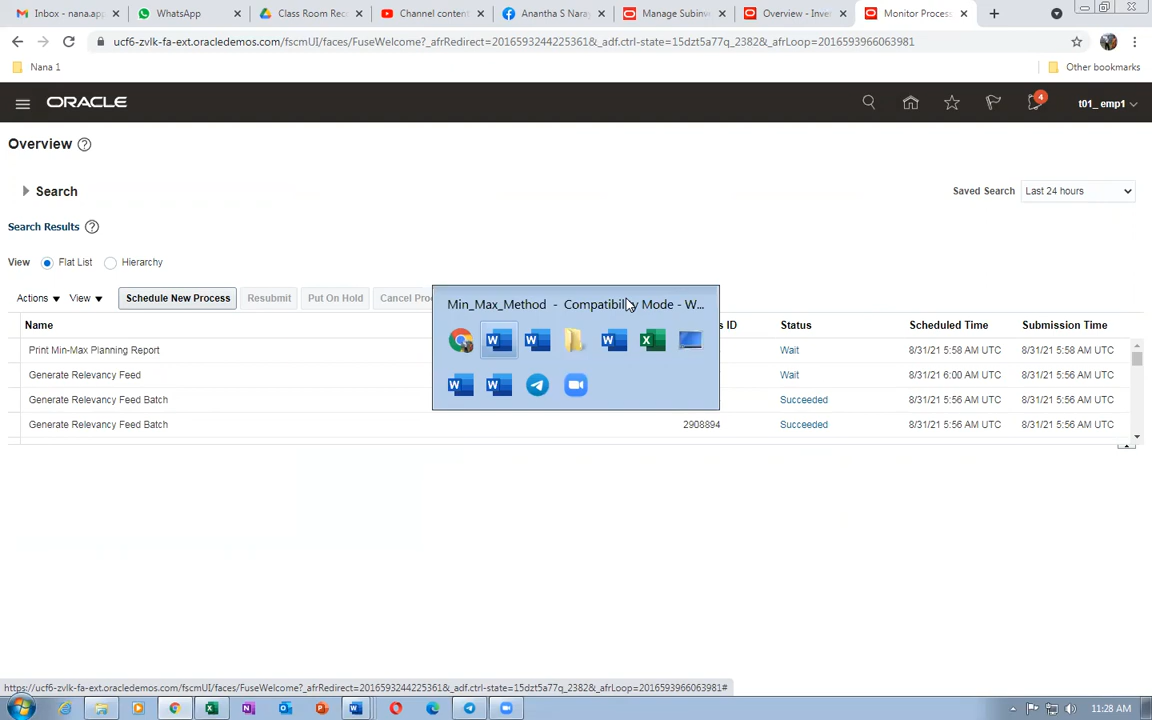 Inbox - nana.app
WhatsApp
Class Room Rec
Channel content
Anantha S Nara
Manage Subinv
Overview - Inve
Monitor Proces
ucf6-zvlk-fa-ext.oracledemos.com/fscmUI/faces/FuseWelcome?_afrRedirect=2016593244225361&_adf.ctrl-state=15dzt5a77q_2382&_afrLoop=2016593966063981
Nana 1
Other bookmarks
ORACLE
4
t01_ emp1
Overview
Search
Saved Search
Last 24 hours
Search Results
View
Flat List
Hierarchy
Actions
View
Schedule New Process
Resubmit
Put On Hold
Cancel Pro
Min_Max_Method - Compatibility Mode - W...
Name
ID
Status
Scheduled Time
Submission Time
Print Min-Max Planning Report
Wait
8/31/21 5:58 AM UTC
8/31/21 5:58 AM UTC
Generate Relevancy Feed
Wait
8/31/21 6:00 AM UTC
8/31/21 5:56 AM UTC
Generate Relevancy Feed Batch
Succeeded
8/31/21 5:56 AM UTC
8/31/21 5:56 AM UTC
Generate Relevancy Feed Batch
2908894
Succeeded
8/31/21 5:56 AM UTC
8/31/21 5:56 AM UTC
https://ucf6-zvlk-fa-ext.oracledemos.com/fscmUI/faces/FuseWelcome?_afrRedirect=2016593244225361&_adf.ctrl-state=15dzt5a77q_2382&_afrLoop=2016593966063981#
11:28 AM